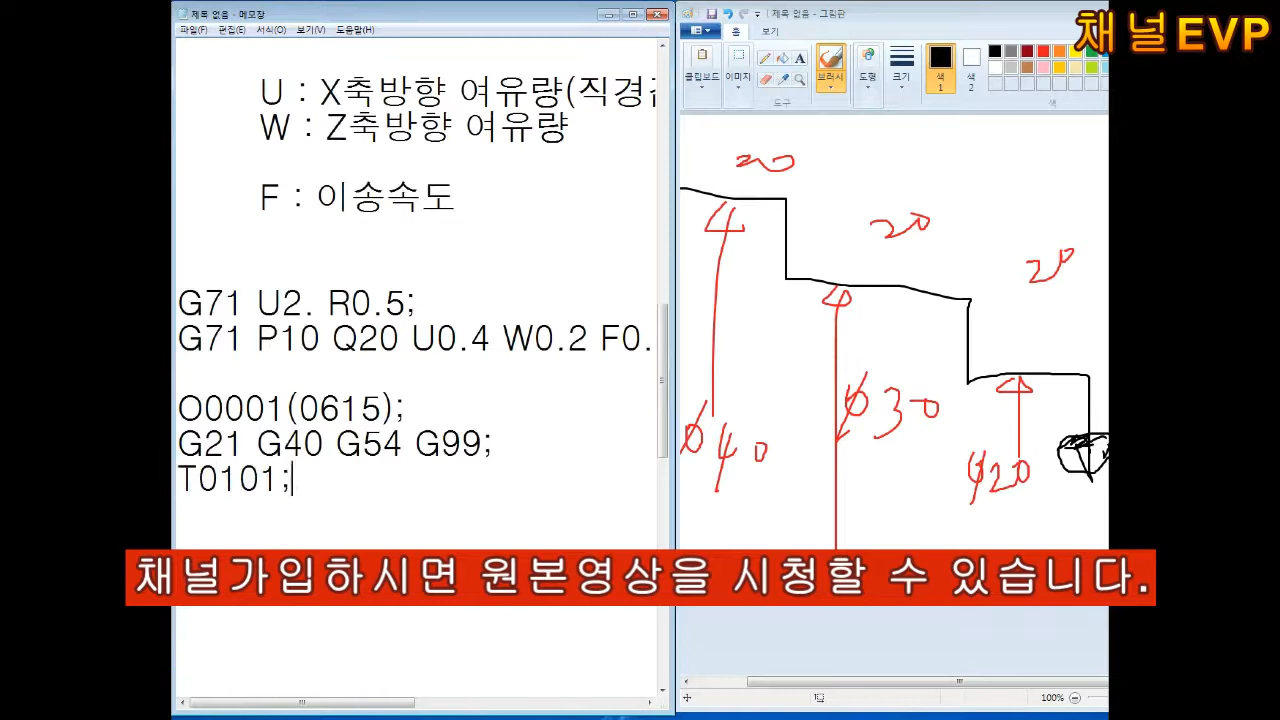 제목 없음 - 메모장
파일(F) 편집(E) 서식(O) 보기(V) 도움말(H)
U : X축방향 여유량(직경
W : Z축방향 여유량
F : 이송속도
G71 U2. R0.5;
G71 P10 Q20 U0.4 W0.2 F0.
O0001(0615);
G21 G40 G54 G99;
T0101;
제목 없음 - 그림판
홈 보기
클립보드
이미지
브러시
도구
도형
크기
색 1
색 2
색
채널EVP
20
20
20
Ø40
Ø30
Ø20
100%
채널가입하시면 원본영상을 시청할 수 있습니다.